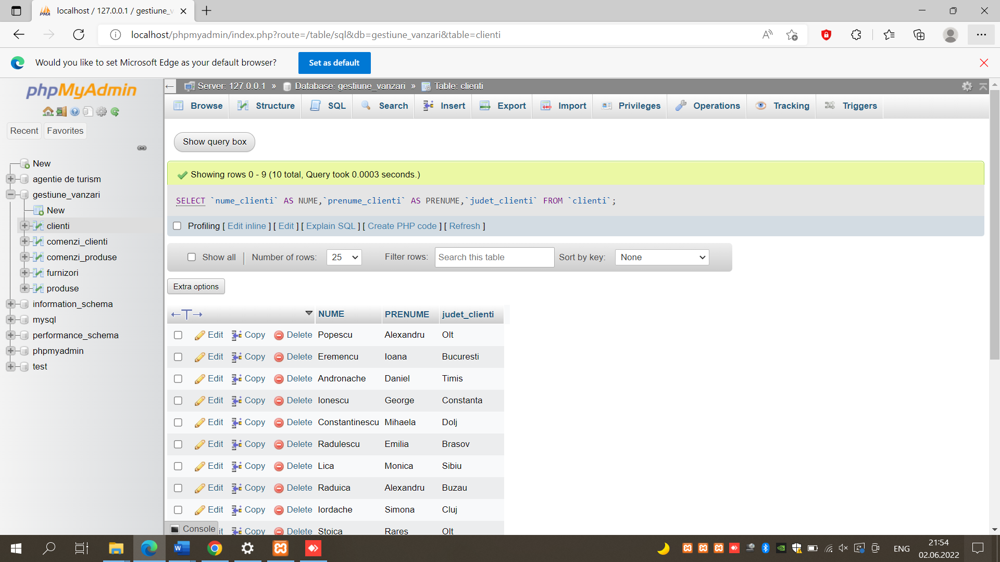 localhost / 127.0.0.1 / gestiune_v
localhost/phpmyadmin/index.php?route=/table/sql&db=gestiune_vanzari&table=clienti
Would you like to set Microsoft Edge as your default browser?
Set as default
phpMyAdmin
Recent
Favorites
New
agentie de turism
gestiune_vanzari
New
clienti
comenzi_clienti
comenzi_produse
furnizori
produse
information_schema
mysql
performance_schema
phpmyadmin
test
Server: 127.0.0.1 » Database: gestiune_vanzari » Table: clienti
Browse Structure SQL Search Insert Export Import Privileges Operations Tracking Triggers
Show query box
Showing rows 0 - 9 (10 total, Query took 0.0003 seconds.)
SELECT `nume_clienti` AS NUME,`prenume_clienti` AS PRENUME,`judet_clienti` FROM `clienti`;
Profiling [ Edit inline ] [ Edit ] [ Explain SQL ] [ Create PHP code ] [ Refresh ]
Show all | Number of rows: 25 Filter rows: Search this table Sort by key: None
Extra options
←T→ NUME PRENUME judet_clienti
Edit Copy Delete Popescu Alexandru Olt
Edit Copy Delete Eremencu Ioana Bucuresti
Edit Copy Delete Andronache Daniel Timis
Edit Copy Delete Ionescu George Constanta
Edit Copy Delete Constantinescu Mihaela Dolj
Edit Copy Delete Radulescu Emilia Brasov
Edit Copy Delete Lica Monica Sibiu
Edit Copy Delete Raduica Alexandru Buzau
Edit Copy Delete Iordache Simona Cluj
it Copy Delete Stoica Rares Olt
Console
ENG
21:54
02.06.2022